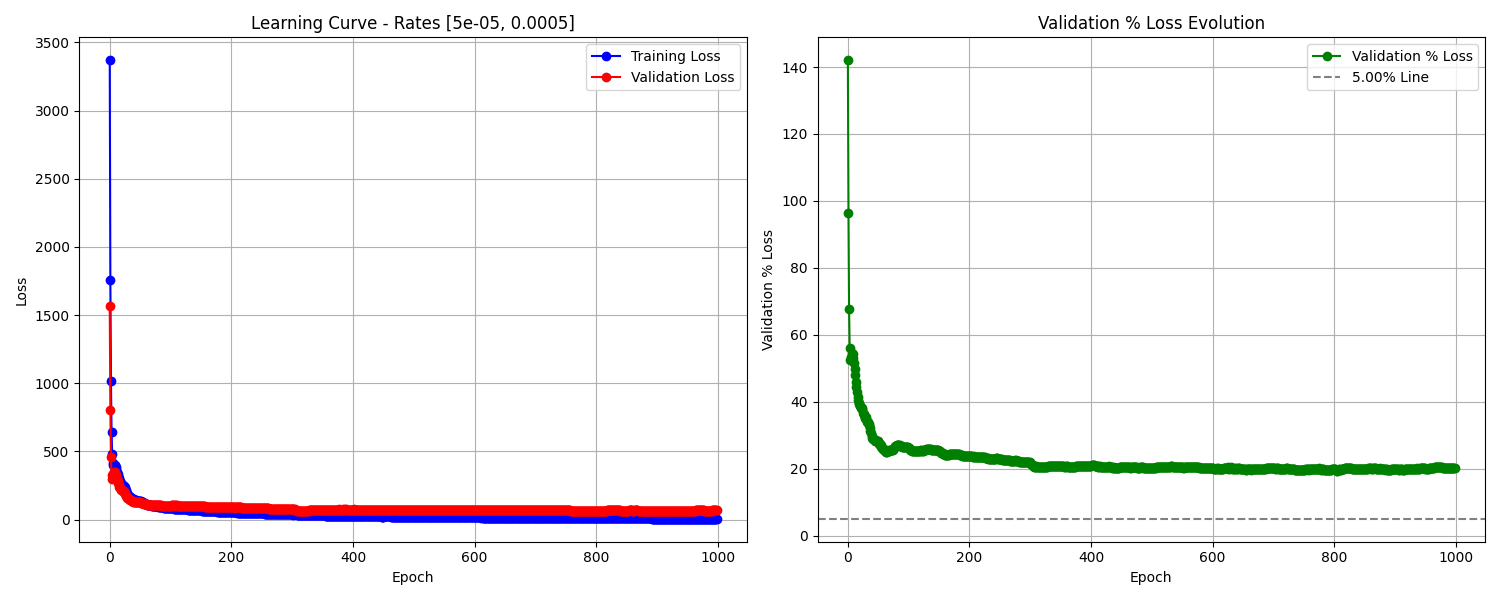 Learning Curve - Rates [5e-05, 0.0005]
3500
3000
2500
2000
1500
1000
500
0
Loss
Training Loss
Validation Loss
0 200 400 600 800 1000
Epoch
Validation % Loss Evolution
140
120
100
80
60
40
20
0
Validation % Loss
Validation % Loss
5.00% Line
0 200 400 600 800 1000
Epoch